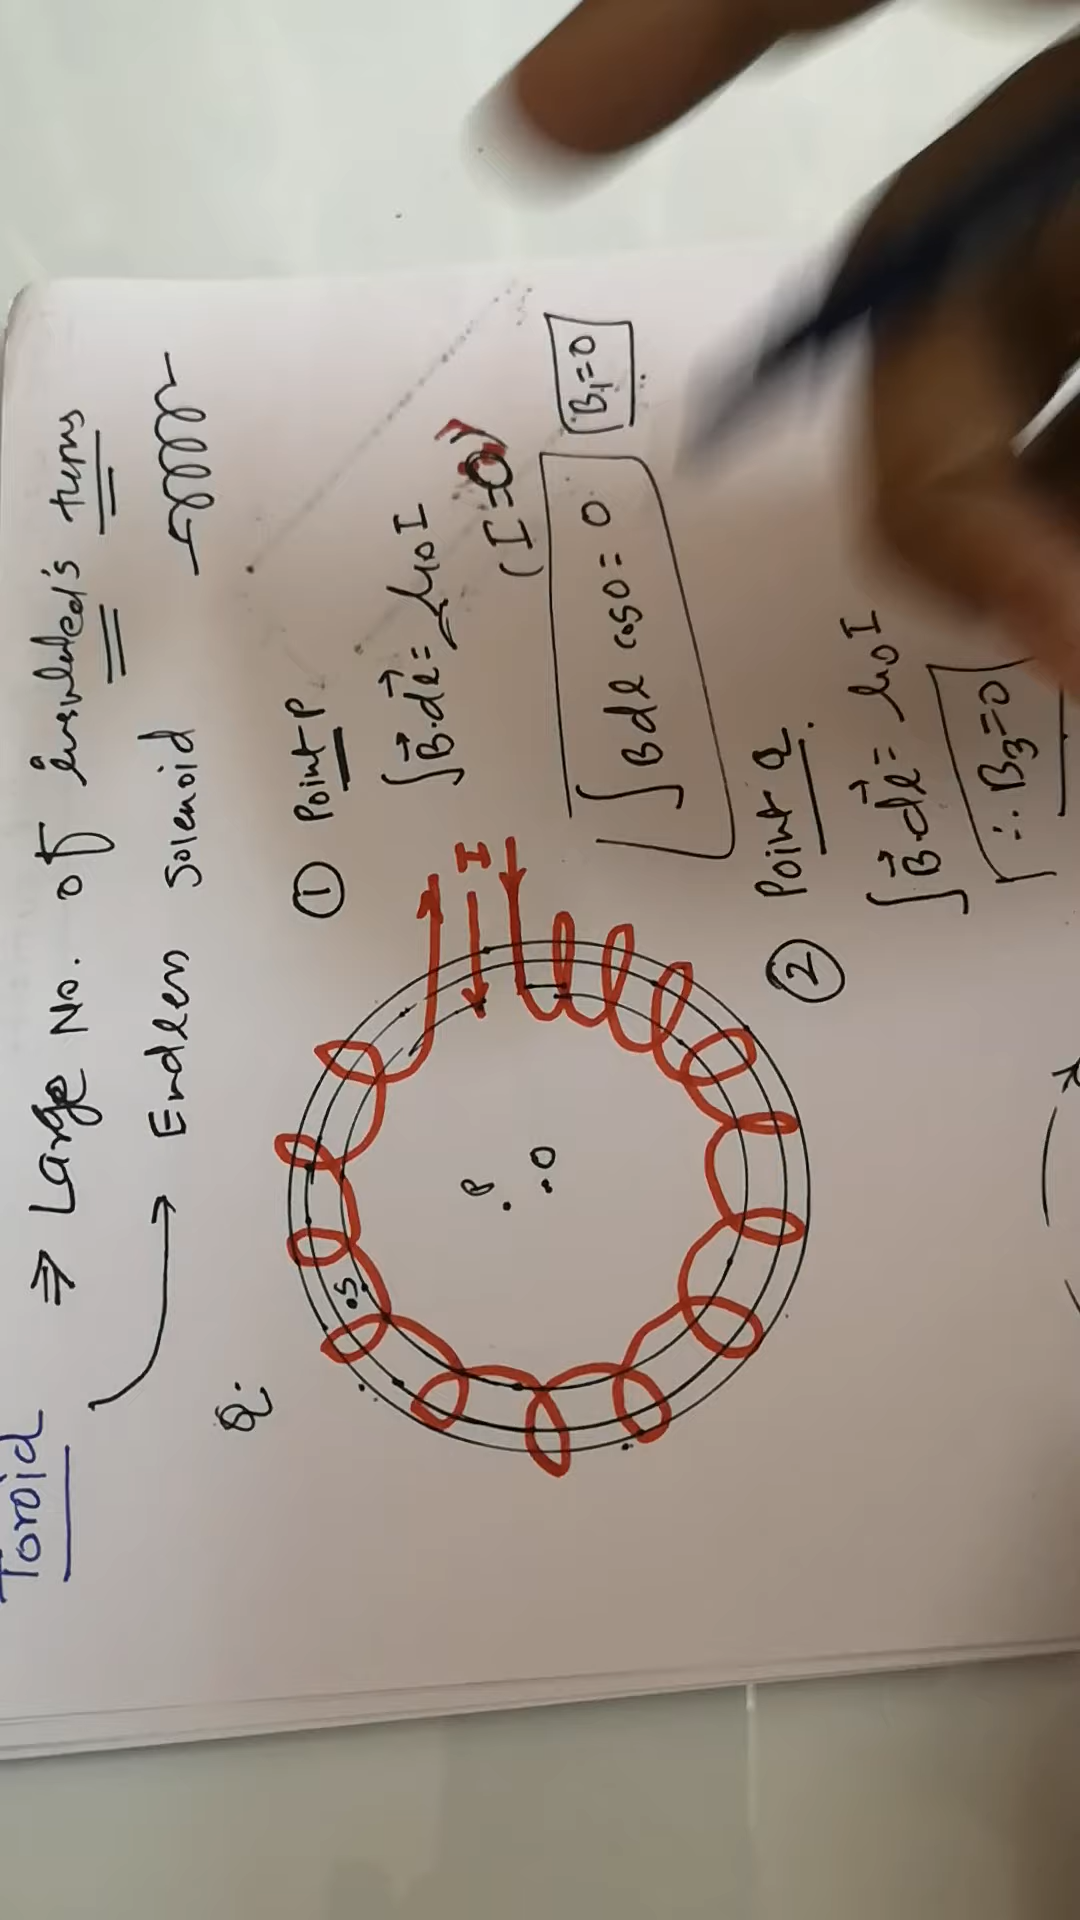 Toroid
⇒ Large No. of insulated's turns
→ Endless Solenoid
Q.
S
P
O
I
① Point P
∫B⃗·dl⃗ = μ₀I
(I=0)
∫B dl cos0 = 0
B₁=0
② Point Q.
∫B⃗·dl⃗ = μ₀I
∴ B₃=0